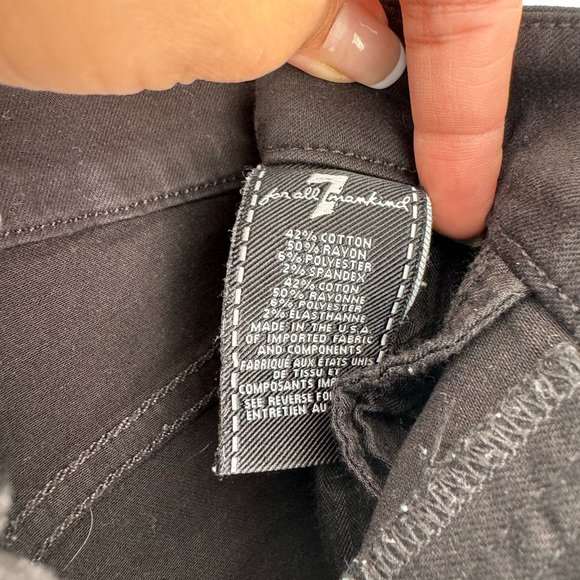 7
for all mankind
42% COTTON
50% RAYON
6% POLYESTER
2% SPANDEX
42% COTON
50% RAYONNE
6% POLYESTER
2% ELASTHANNE
MADE IN THE U.S.A
OF IMPORTED FABRIC
AND COMPONENTS
FABRIQUÉ AUX ÉTATS UNIS
DE TISSU ET
COMPOSANTS
SEE REVERSE
ENTRETIEN AU